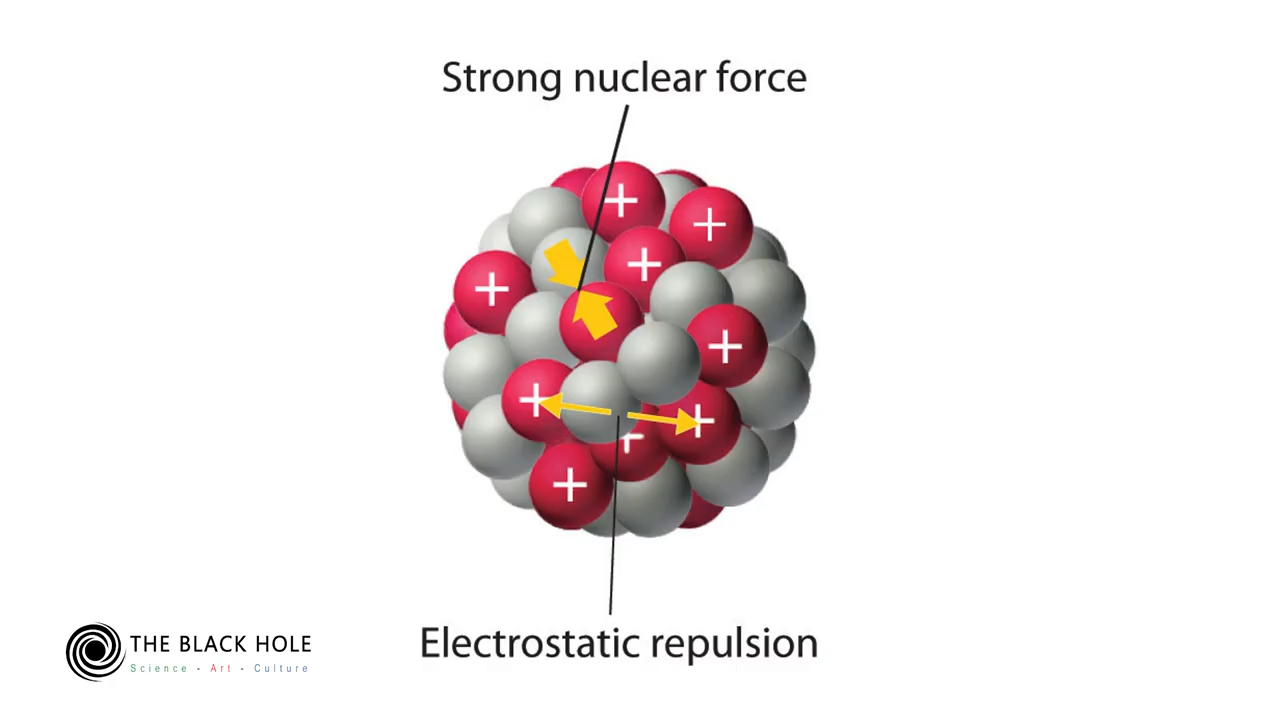 Strong nuclear force
+
+
+
+
+
+
+
+
+
Electrostatic repulsion
THE BLACK HOLE
Science - Art - Culture